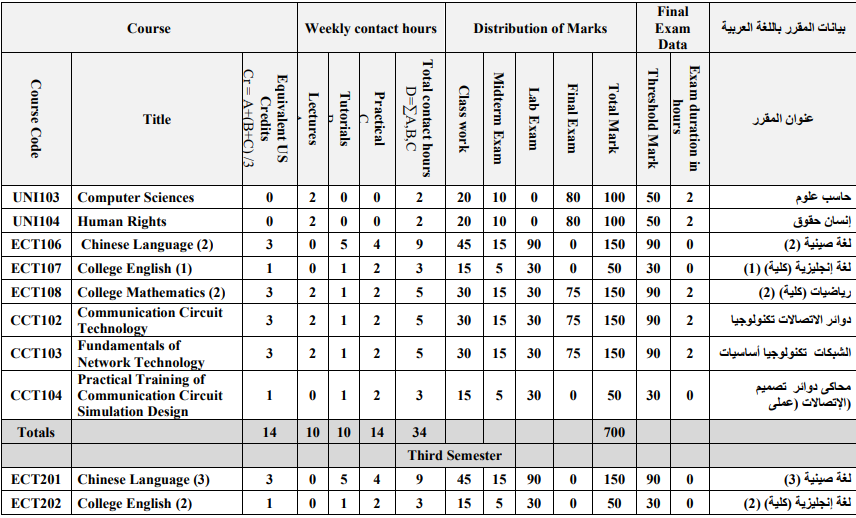 Course Weekly contact hours Distribution of Marks Final Exam Data بيانات المقرر باللغة العربية
Course Code Title Equivalent US Credits Cr = A+(B+C)/3 Lectures Tutorials Practical C Total contact hours D=∑A,B,C Class work Midterm Exam Lab Exam Final Exam Total Mark Threshold Mark Exam duration in hours عنوان المقرر
UNI103 Computer Sciences 0 2 0 0 2 20 10 0 80 100 50 2 حاسب علوم
UNI104 Human Rights 0 2 0 0 2 20 10 0 80 100 50 2 إنسان حقوق
ECT106 Chinese Language (2) 3 0 5 4 9 45 15 90 0 150 90 0 لغة صينية (2)
ECT107 College English (1) 1 0 1 2 3 15 5 30 0 50 30 0 لغة إنجليزية (كلية) (1)
ECT108 College Mathematics (2) 3 2 1 2 5 30 15 30 75 150 90 2 رياضيات (كلية) (2)
CCT102 Communication Circuit Technology 3 2 1 2 5 30 15 30 75 150 90 2 دوائر الاتصالات تكنولوجيا
CCT103 Fundamentals of Network Technology 3 2 1 2 5 30 15 30 75 150 90 2 الشبكات تكنولوجيا أساسيات
CCT104 Practical Training of Communication Circuit Simulation Design 1 0 1 2 3 15 5 30 0 50 30 0 محاكى دوائر تصميم (الإتصالات (عملى
Totals 14 10 10 14 34 700
Third Semester
ECT201 Chinese Language (3) 3 0 5 4 9 45 15 90 0 150 90 0 لغة صينية (3)
ECT202 College English (2) 1 0 1 2 3 15 5 30 0 50 30 0 لغة إنجليزية (كلية) (2)